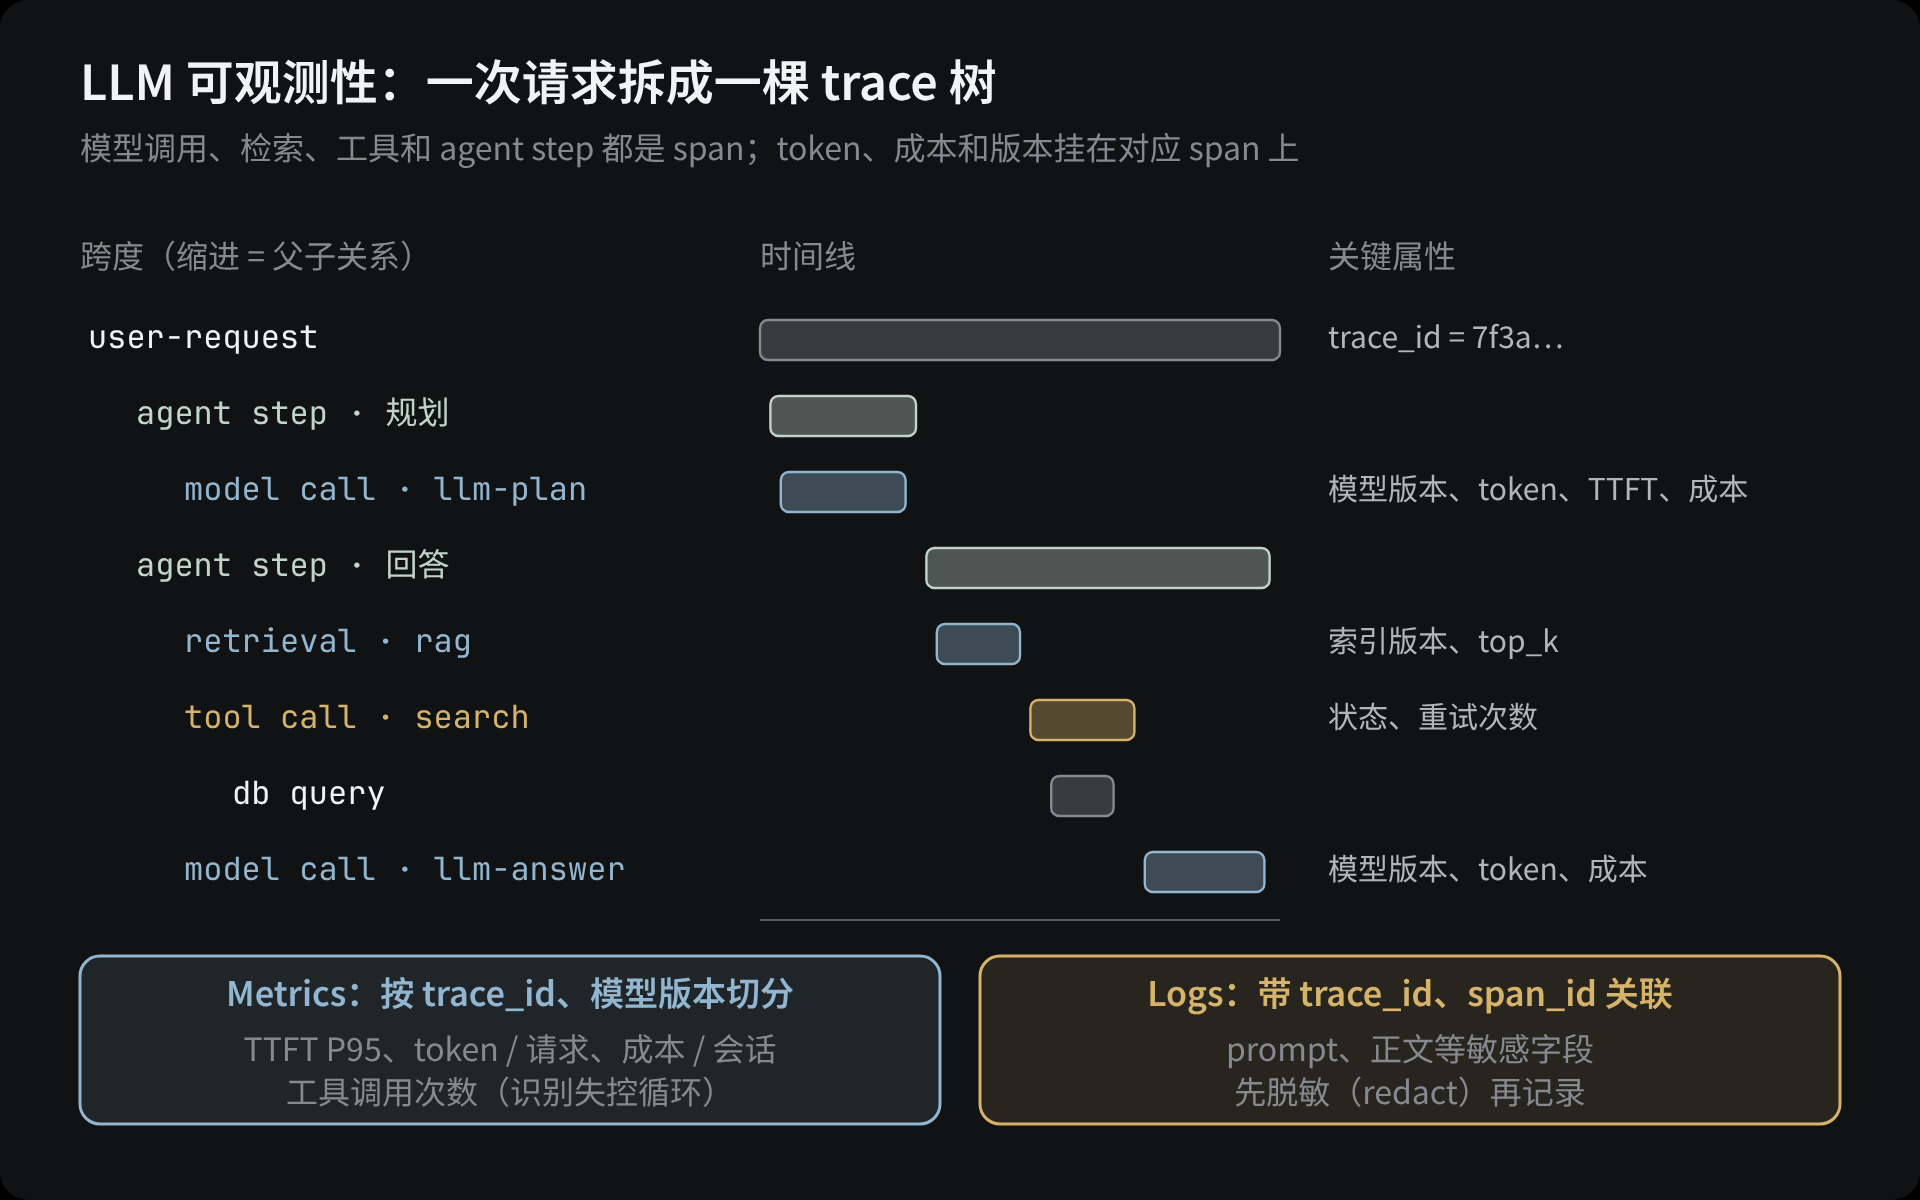 LLM 可观测性：一次请求拆成一棵 trace 树
模型调用、检索、工具和 agent step 都是 span；token、成本和版本挂在对应 span 上
跨度（缩进 = 父子关系） 时间线 关键属性
user-request trace_id = 7f3a…
agent step · 规划
model call · llm-plan 模型版本、token、TTFT、成本
agent step · 回答
retrieval · rag 索引版本、top_k
tool call · search 状态、重试次数
db query
model call · llm-answer 模型版本、token、成本
Metrics：按 trace_id、模型版本切分
TTFT P95、token / 请求、成本 / 会话
工具调用次数（识别失控循环）
Logs：带 trace_id、span_id 关联
prompt、正文等敏感字段
先脱敏（redact）再记录